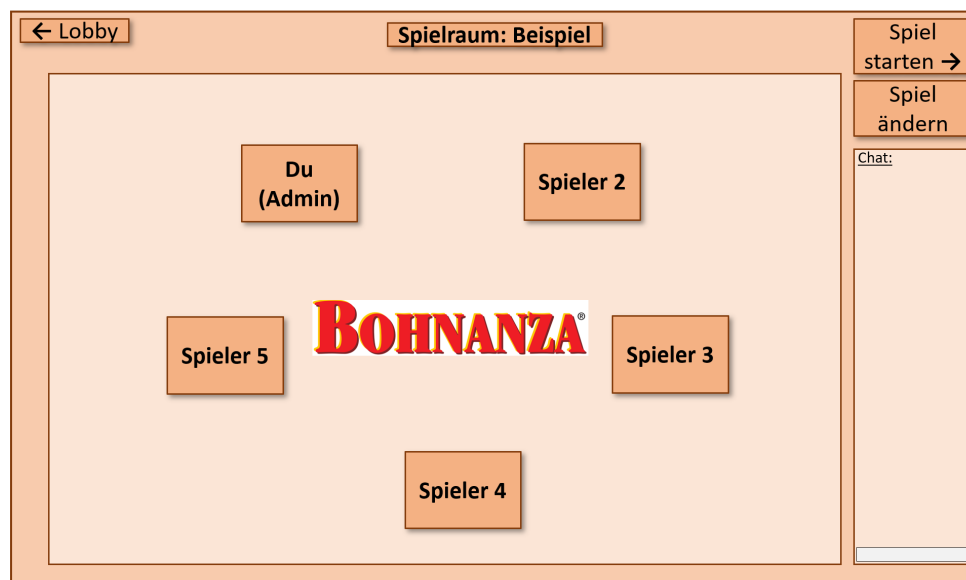 ← Lobby
Spielraum: Beispiel
Spiel
starten →
Spiel
ändern
Chat:
Du
(Admin)
Spieler 2
Spieler 5
BOHNANZA®
Spieler 3
Spieler 4